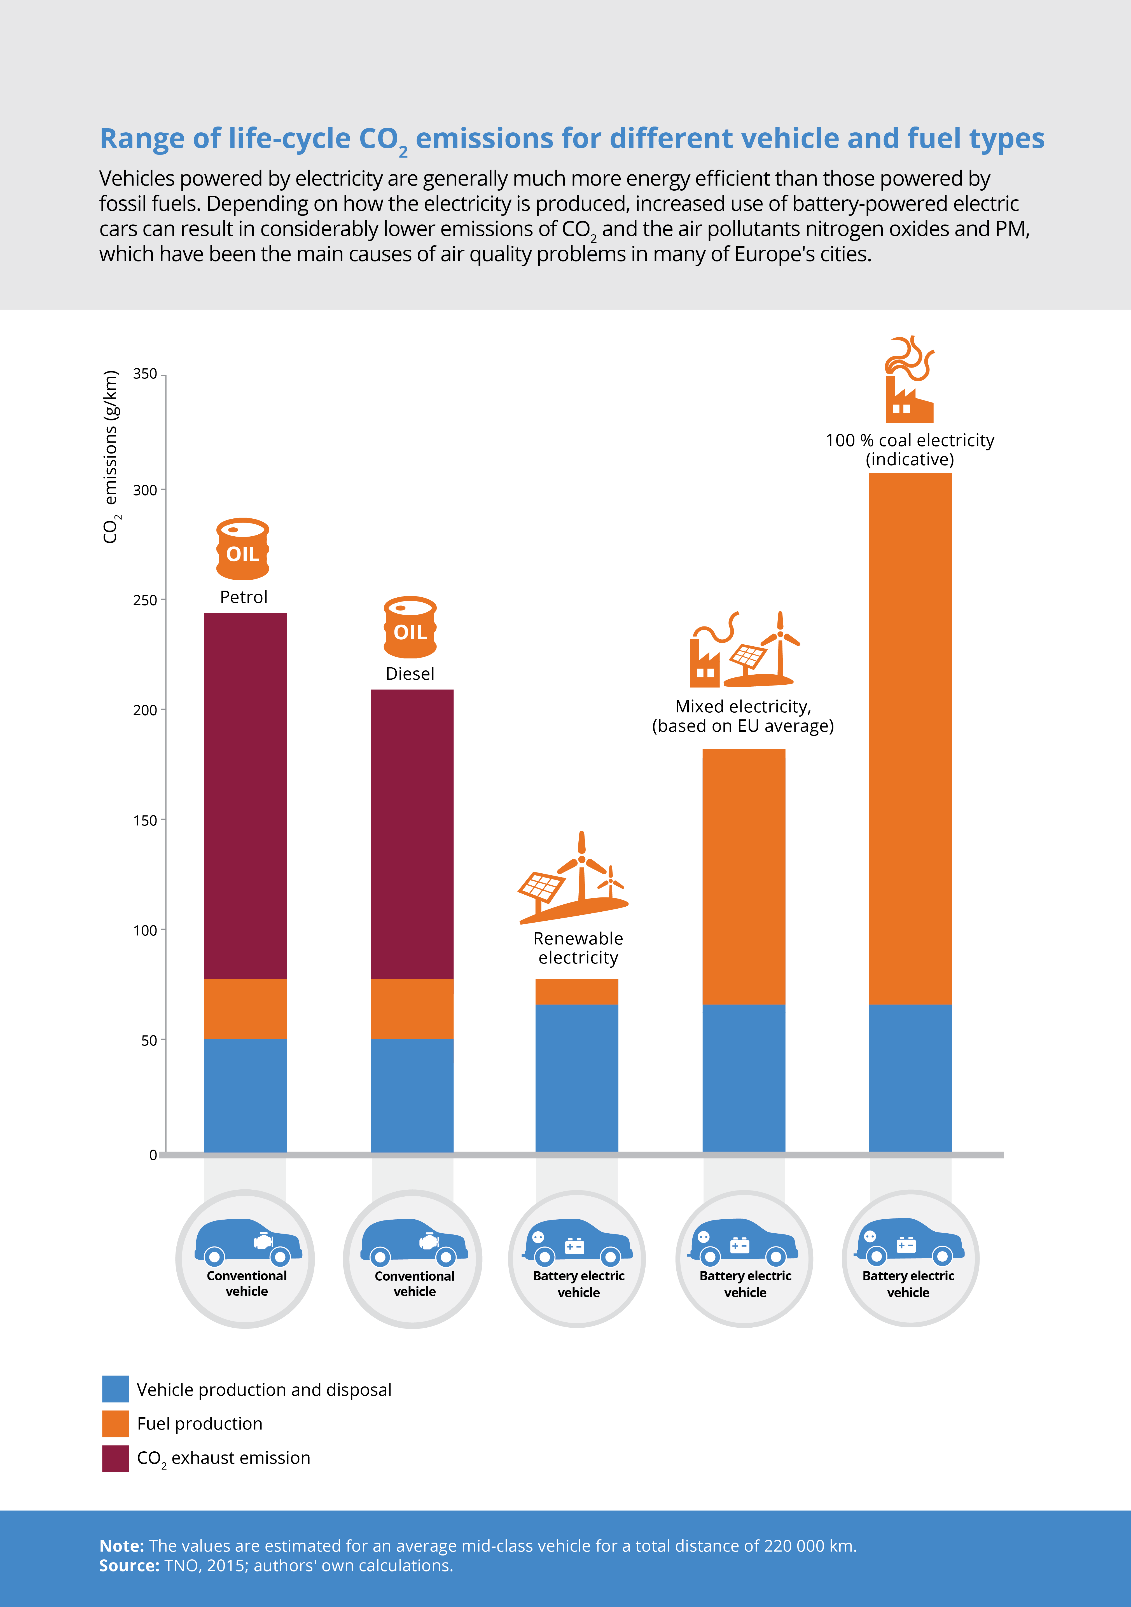 Range of life-cycle CO2 emissions for different vehicle and fuel types
Vehicles powered by electricity are generally much more energy efficient than those powered by
fossil fuels. Depending on how the electricity is produced, increased use of battery-powered electric
cars can result in considerably lower emissions of CO2 and the air pollutants nitrogen oxides and PM,
which have been the main causes of air quality problems in many of Europe's cities.
CO2 emissions (g/km)
350
300
250
200
150
100
50
0
OIL
Petrol
OIL
Diesel
Renewable
electricity
Mixed electricity,
(based on EU average)
100 % coal electricity
(indicative)
Conventional
vehicle
Conventional
vehicle
Battery electric
vehicle
Battery electric
vehicle
Battery electric
vehicle
Vehicle production and disposal
Fuel production
CO2 exhaust emission
Note: The values are estimated for an average mid-class vehicle for a total distance of 220 000 km.
Source: TNO, 2015; authors' own calculations.